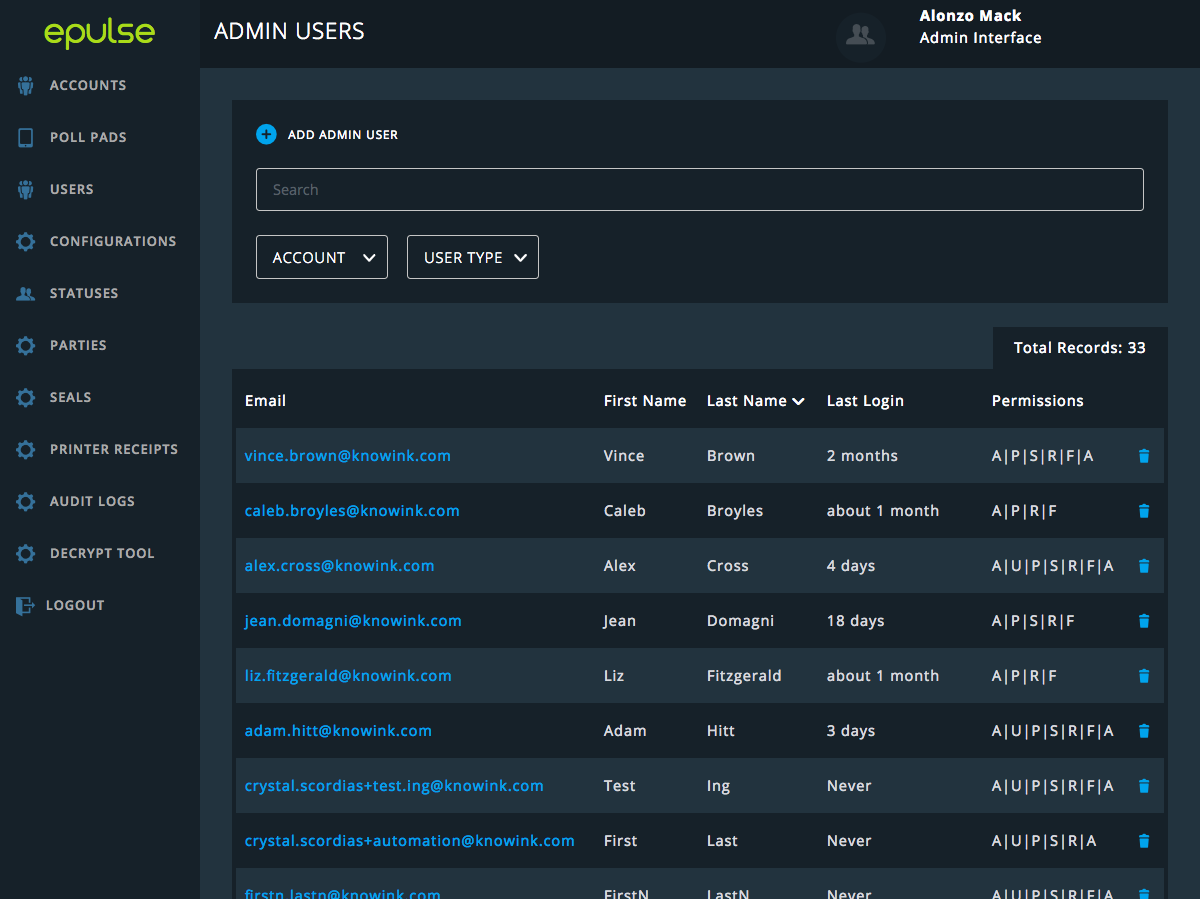 epulse
ADMIN USERS
Alonzo Mack
Admin Interface
ACCOUNTS
POLL PADS
USERS
CONFIGURATIONS
STATUSES
PARTIES
SEALS
PRINTER RECEIPTS
AUDIT LOGS
DECRYPT TOOL
LOGOUT
ADD ADMIN USER
Search
ACCOUNT USER TYPE
Total Records: 33
Email First Name Last Name Last Login Permissions
vince.brown@knowink.com Vince Brown 2 months A|P|S|R|F|A
caleb.broyles@knowink.com Caleb Broyles about 1 month A|P|R|F
alex.cross@knowink.com Alex Cross 4 days A|U|P|S|R|F|A
jean.domagni@knowink.com Jean Domagni 18 days A|P|S|R|F
liz.fitzgerald@knowink.com Liz Fitzgerald about 1 month A|P|R|F
adam.hitt@knowink.com Adam Hitt 3 days A|U|P|S|R|F|A
crystal.scordias+test.ing@knowink.com Test Ing Never A|U|P|S|R|F|A
crystal.scordias+automation@knowink.com First Last Never A|U|P|S|R|A
firstn.lastn@knowink.com FirstN LastN Never A|U|P|S|R|F|A